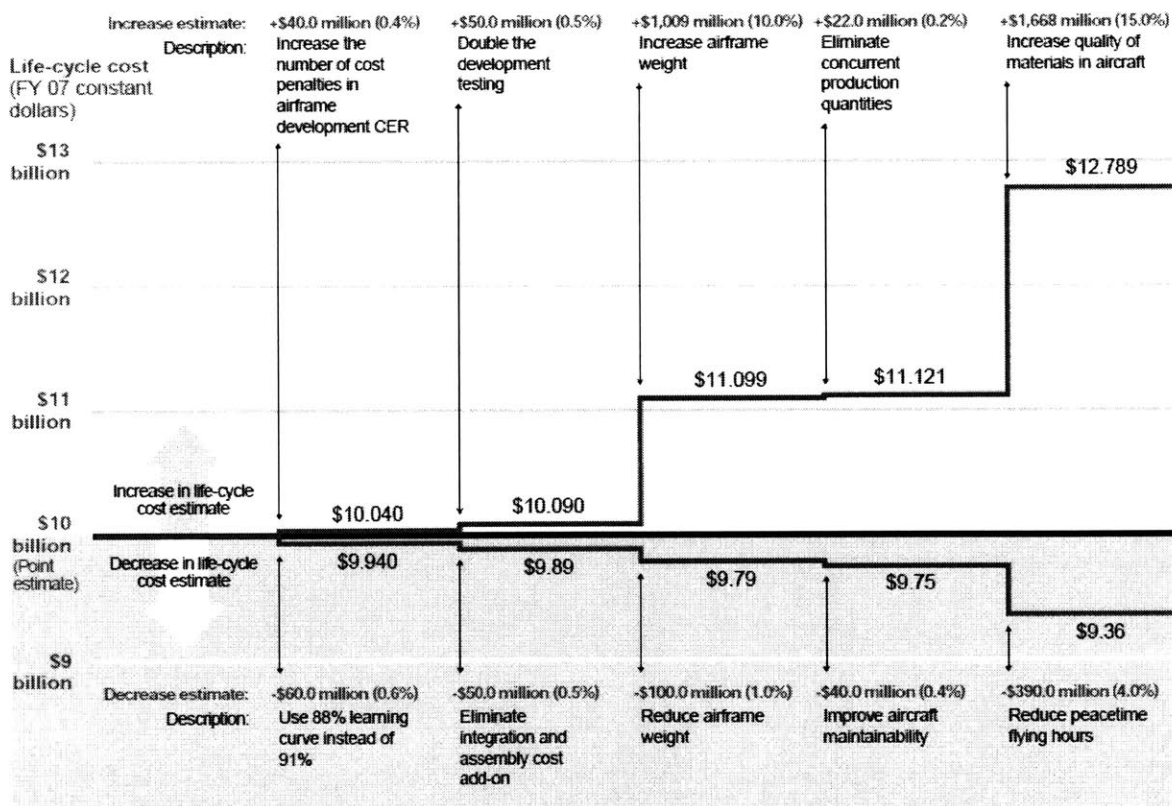 Increase estimate: +$40.0 million (0.4%) +$50.0 million (0.5%) +$1,009 million (10.0%) +$22.0 million (0.2%) +$1,668 million (15.0%)
Description:
Increase the
number of cost
penalties in
airframe
development CER
Double the
development
testing
Increase airframe
weight
Eliminate
concurrent
production
quantities
Increase quality of
materials in aircraft
Life-cycle cost
(FY 07 constant
dollars)
$13
billion
$12.789
$12
billion
$11
billion
$11.099
$11.121
Increase in life-cycle
cost estimate
$10.040
$10.090
$10
billion
(Point
estimate)
Decrease in life-cycle
cost estimate
$9.940
$9.89
$9.79
$9.75
$9.36
$9
billion
Decrease estimate: -$60.0 million (0.6%) -$50.0 million (0.5%) -$100.0 million (1.0%) -$40.0 million (0.4%) -$390.0 million (4.0%)
Description:
Use 88% learning
curve instead of
91%
Eliminate
integration and
assembly cost
add-on
Reduce airframe
weight
Improve aircraft
maintainability
Reduce peacetime
flying hours